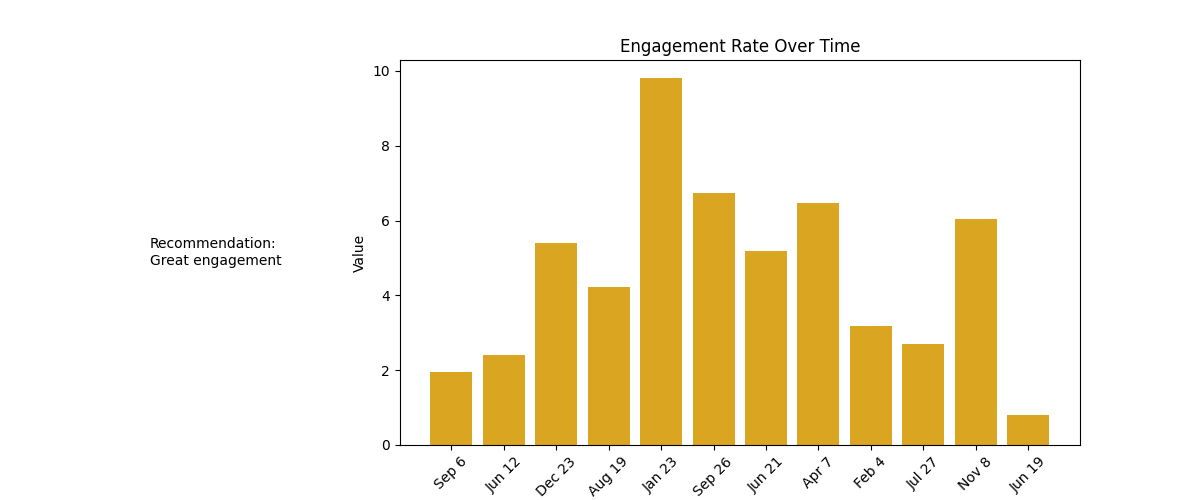 Engagement Rate Over Time
Recommendation:
Great engagement
Value
10
8
6
4
2
0
Sep 6
Jun 12
Dec 23
Aug 19
Jan 23
Sep 26
Jun 21
Apr 7
Feb 4
Jul 27
Nov 8
Jun 19